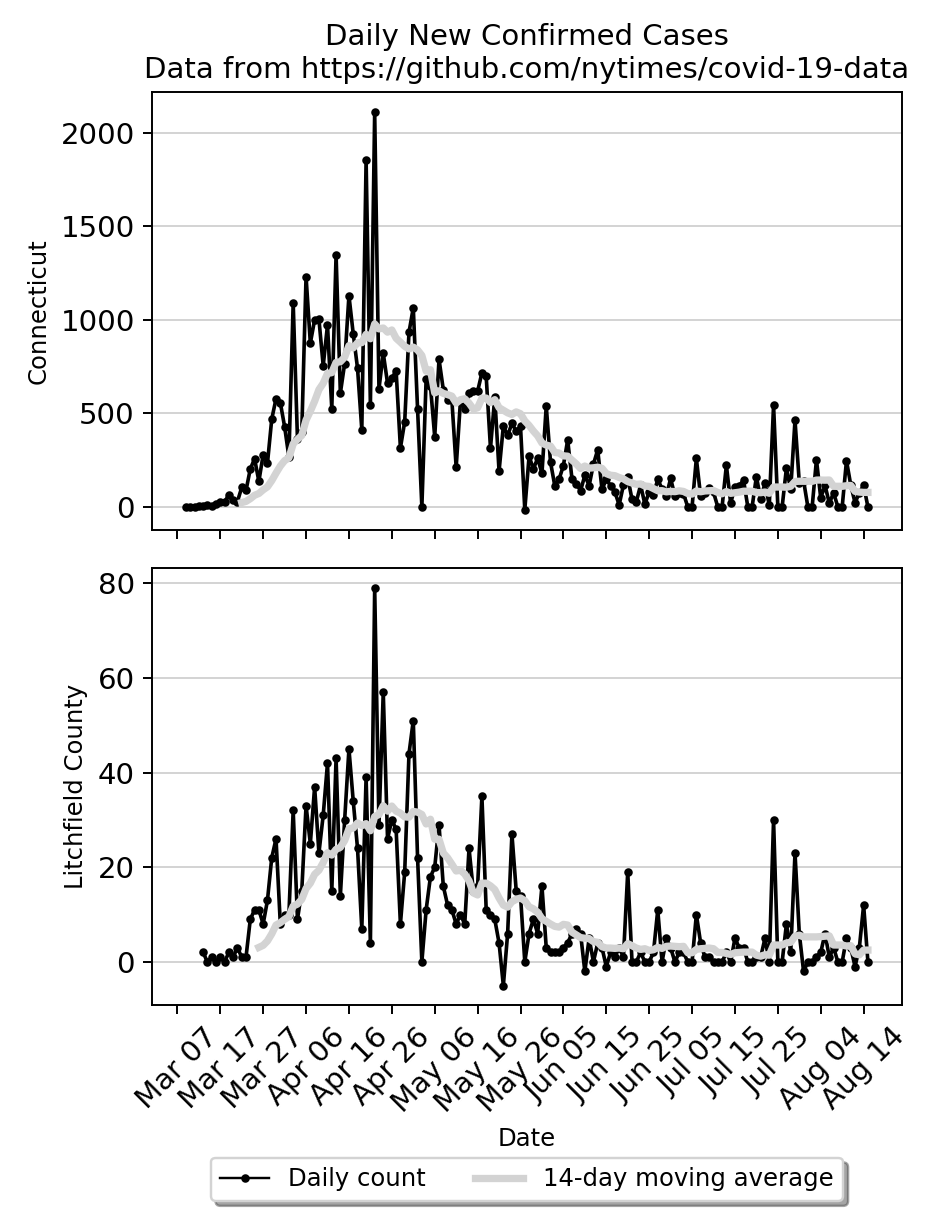 Daily New Confirmed Cases
Data from https://github.com/nytimes/covid-19-data
Connecticut
2000
1500
1000
500
0
Litchfield County
80
60
40
20
0
Mar 07
Mar 17
Mar 27
Apr 06
Apr 16
Apr 26
May 06
May 16
May 26
Jun 05
Jun 15
Jun 25
Jul 05
Jul 15
Jul 25
Aug 04
Aug 14
Date
Daily count
14-day moving average